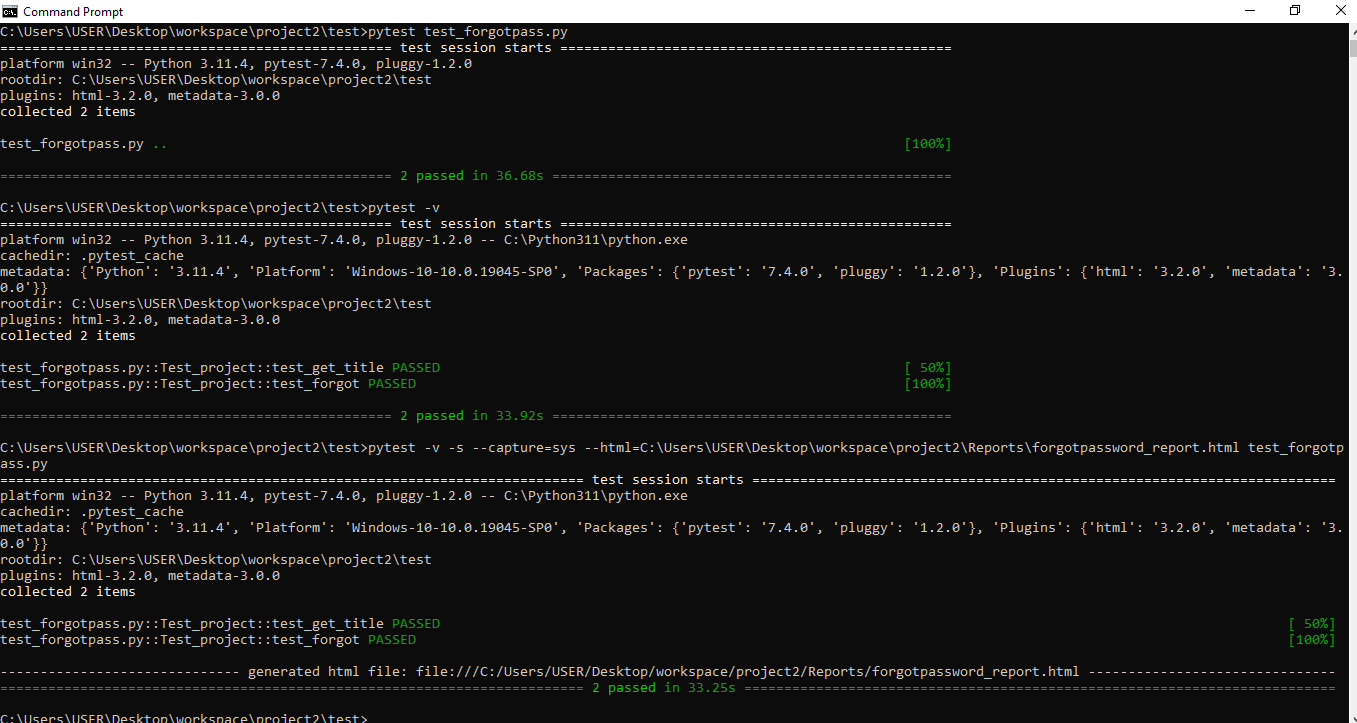 Command Prompt
C:\Users\USER\Desktop\workspace\project2\test>pytest test_forgotpass.py
================================================= test session starts =================================================
platform win32 -- Python 3.11.4, pytest-7.4.0, pluggy-1.2.0
rootdir: C:\Users\USER\Desktop\workspace\project2\test
plugins: html-3.2.0, metadata-3.0.0
collected 2 items
test_forgotpass.py .. [100%]
================================================= 2 passed in 36.68s ==================================================
C:\Users\USER\Desktop\workspace\project2\test>pytest -v
================================================= test session starts =================================================
platform win32 -- Python 3.11.4, pytest-7.4.0, pluggy-1.2.0 -- C:\Python311\python.exe
cachedir: .pytest_cache
metadata: {'Python': '3.11.4', 'Platform': 'Windows-10-10.0.19045-SP0', 'Packages': {'pytest': '7.4.0', 'pluggy': '1.2.0'}, 'Plugins': {'html': '3.2.0', 'metadata': '3.
0.0'}}
rootdir: C:\Users\USER\Desktop\workspace\project2\test
plugins: html-3.2.0, metadata-3.0.0
collected 2 items
test_forgotpass.py::Test_project::test_get_title PASSED [ 50%]
test_forgotpass.py::Test_project::test_forgot PASSED [100%]
================================================= 2 passed in 33.92s ==================================================
C:\Users\USER\Desktop\workspace\project2\test>pytest -v -s --capture=sys --html=C:\Users\USER\Desktop\workspace\project2\Reports\forgotpassword_report.html test_forgotp
ass.py
========================================================================= test session starts =========================================================================
platform win32 -- Python 3.11.4, pytest-7.4.0, pluggy-1.2.0 -- C:\Python311\python.exe
cachedir: .pytest_cache
metadata: {'Python': '3.11.4', 'Platform': 'Windows-10-10.0.19045-SP0', 'Packages': {'pytest': '7.4.0', 'pluggy': '1.2.0'}, 'Plugins': {'html': '3.2.0', 'metadata': '3.
0.0'}}
rootdir: C:\Users\USER\Desktop\workspace\project2\test
plugins: html-3.2.0, metadata-3.0.0
collected 2 items
test_forgotpass.py::Test_project::test_get_title PASSED [ 50%]
test_forgotpass.py::Test_project::test_forgot PASSED [100%]
------------------------------ generated html file: file:///C:/Users/USER/Desktop/workspace/project2/Reports/forgotpassword_report.html -------------------------------
========================================================================= 2 passed in 33.25s ==========================================================================
C:\Users\USER\Desktop\workspace\project2\test>